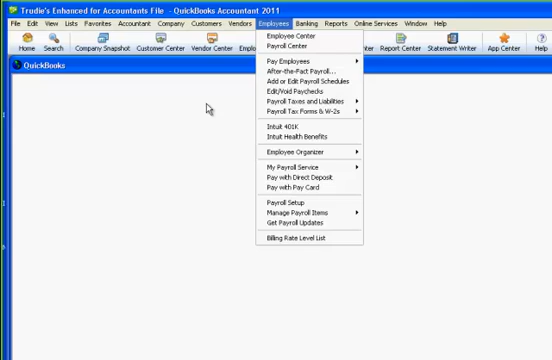 Trudie's Enhanced for Accountants File - QuickBooks Accountant 2011
File Edit View Lists Favorites Accountant Company Customers Vendors Employees Banking Reports Online Services Window Help
Home Search Company Snapshot Customer Center Vendor Center Report Center Statement Writer App Center
QuickBooks
Employee Center
Payroll Center
Pay Employees
After-the-Fact Payroll...
Add or Edit Payroll Schedules
Edit/Void Paychecks
Payroll Taxes and Liabilities
Payroll Tax Forms & W-2s
Intuit 401K
Intuit Health Benefits
Employee Organizer
My Payroll Service
Pay with Direct Deposit
Pay with Pay Card
Payroll Setup
Manage Payroll Items
Get Payroll Updates
Billing Rate Level List